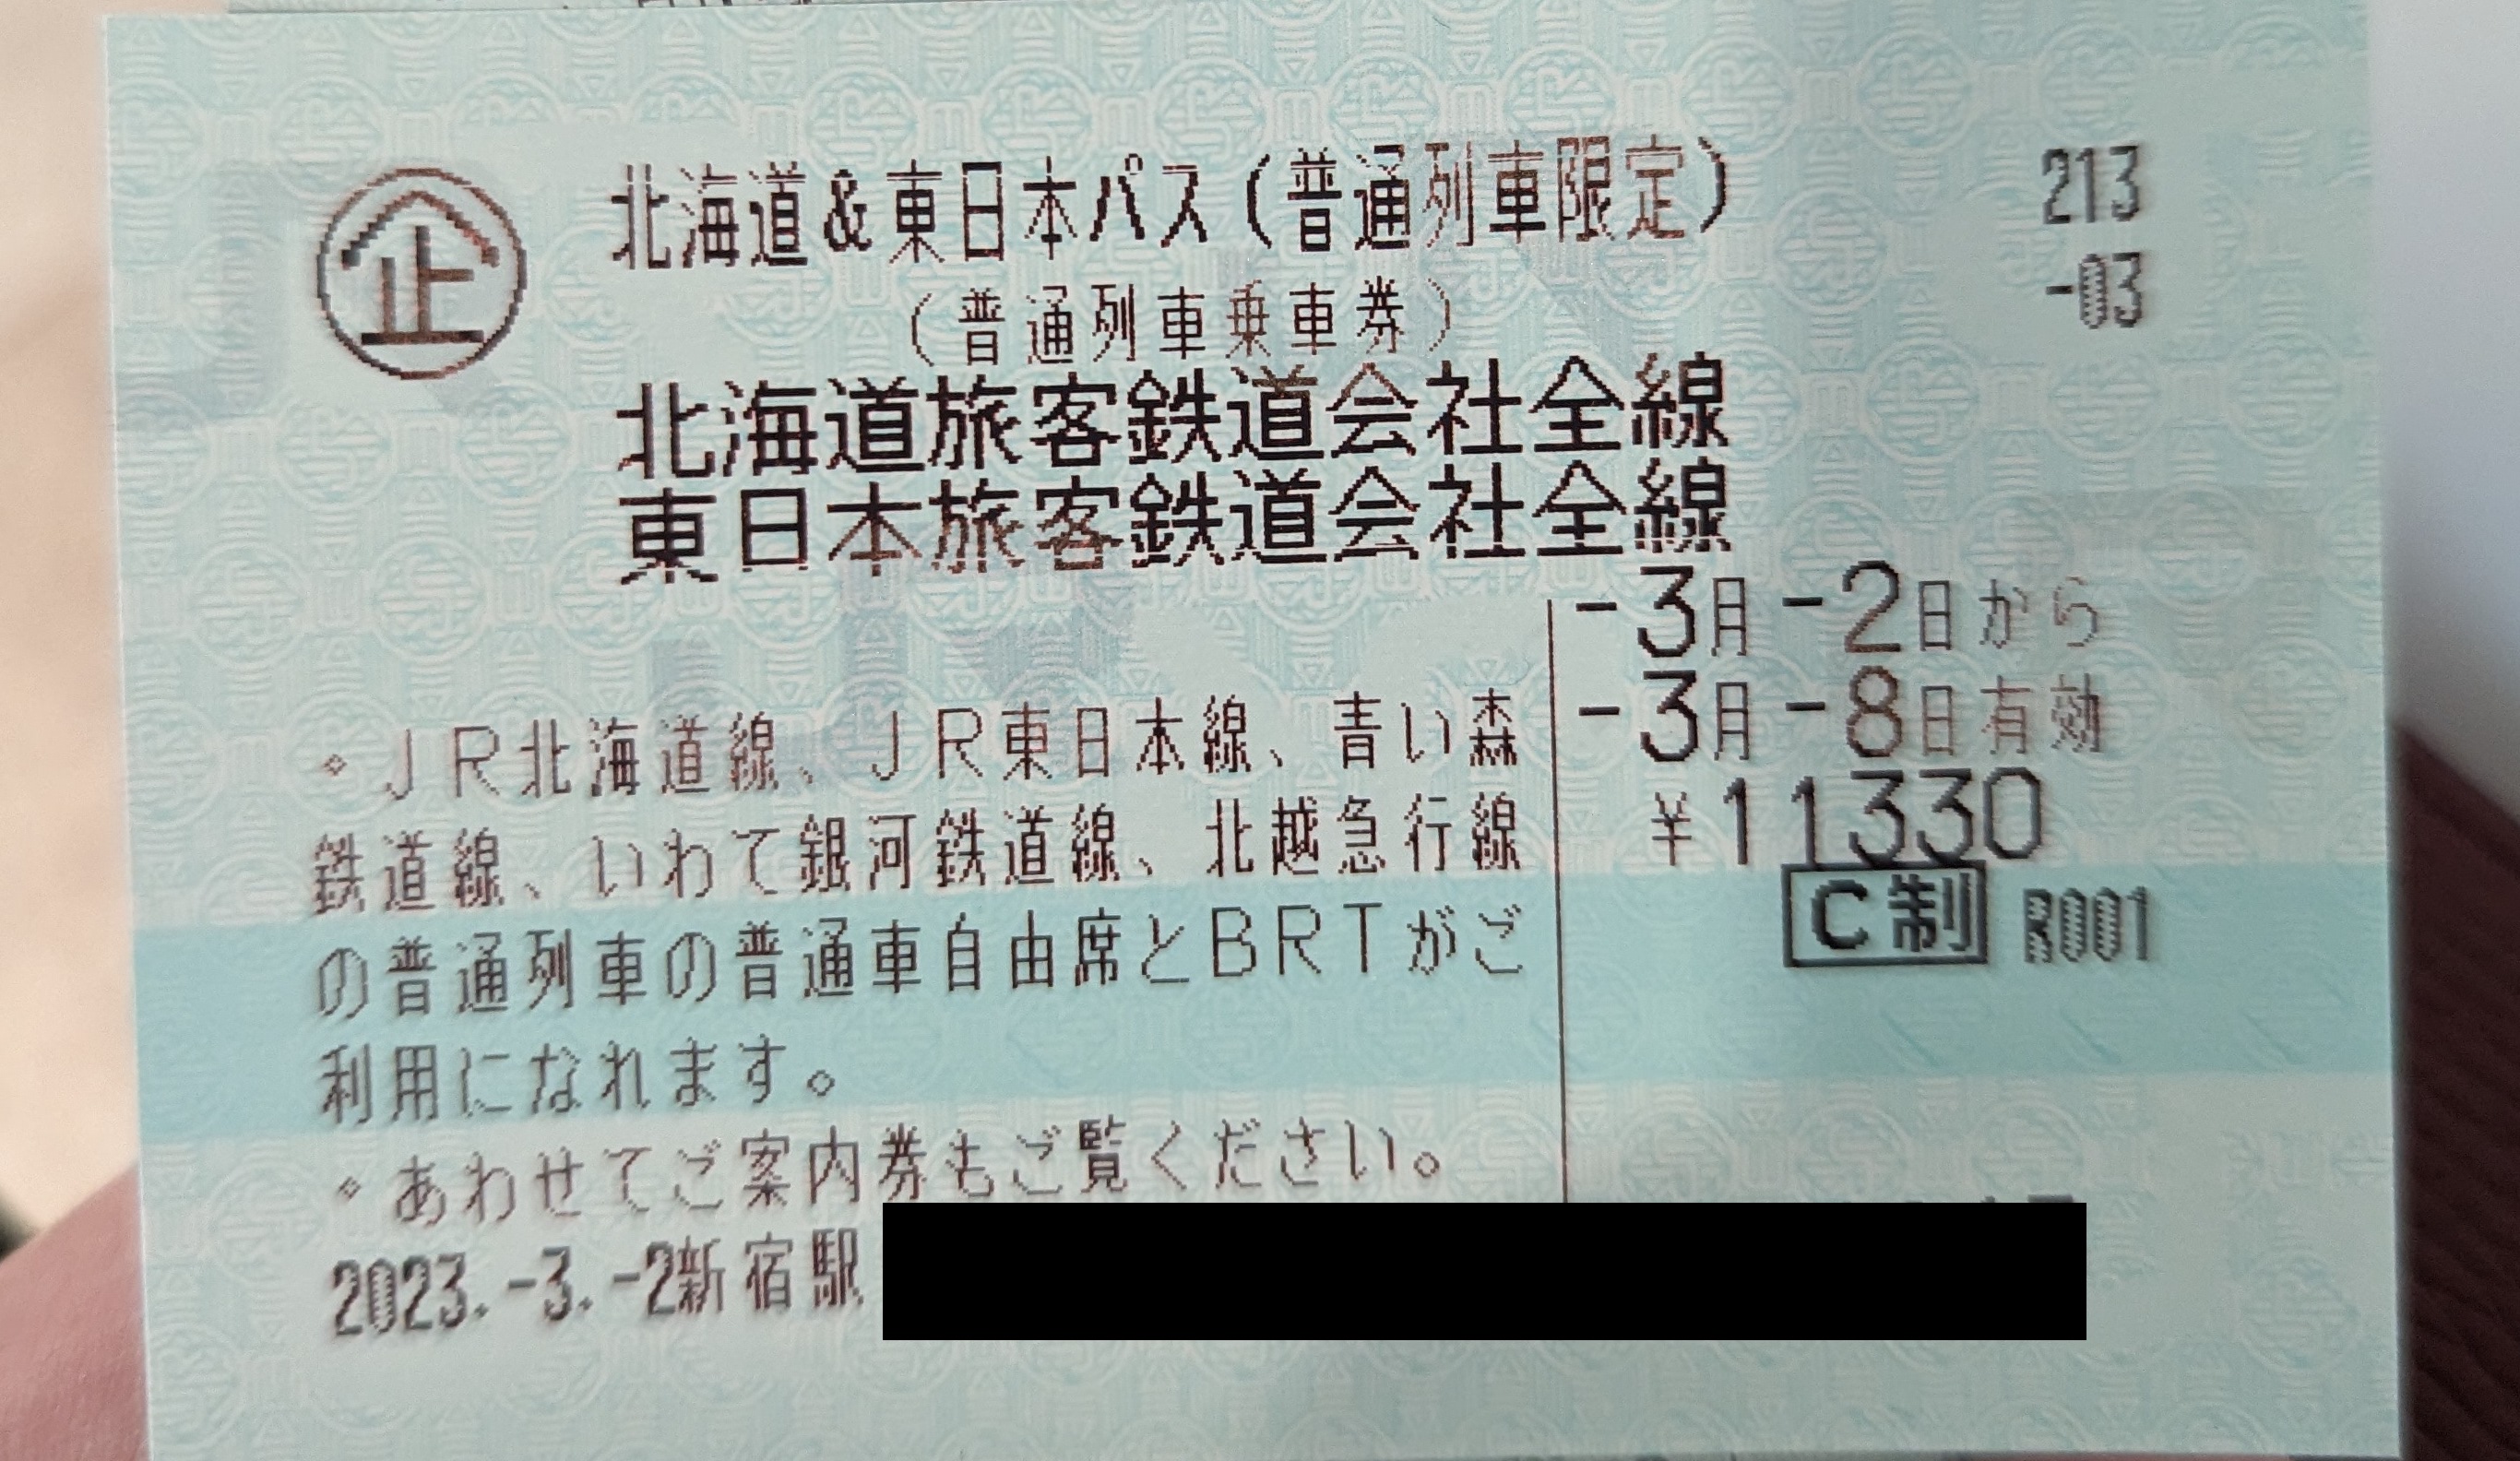 企 北海道&東日本パス(普通列車限定) 213
(普通列車乗車券) -03
北海道旅客鉄道会社全線
東日本旅客鉄道会社全線
-3月-2日から
-3月-8日有効
¥11330
C制 R001
・JR北海道線、JR東日本線、青い森
鉄道線、いわて銀河鉄道線、北越急行線
の普通列車の普通車自由席とBRTがご
利用になれます。
・あわせてご案内券もご覧ください。
2023.-3.-2新宿駅